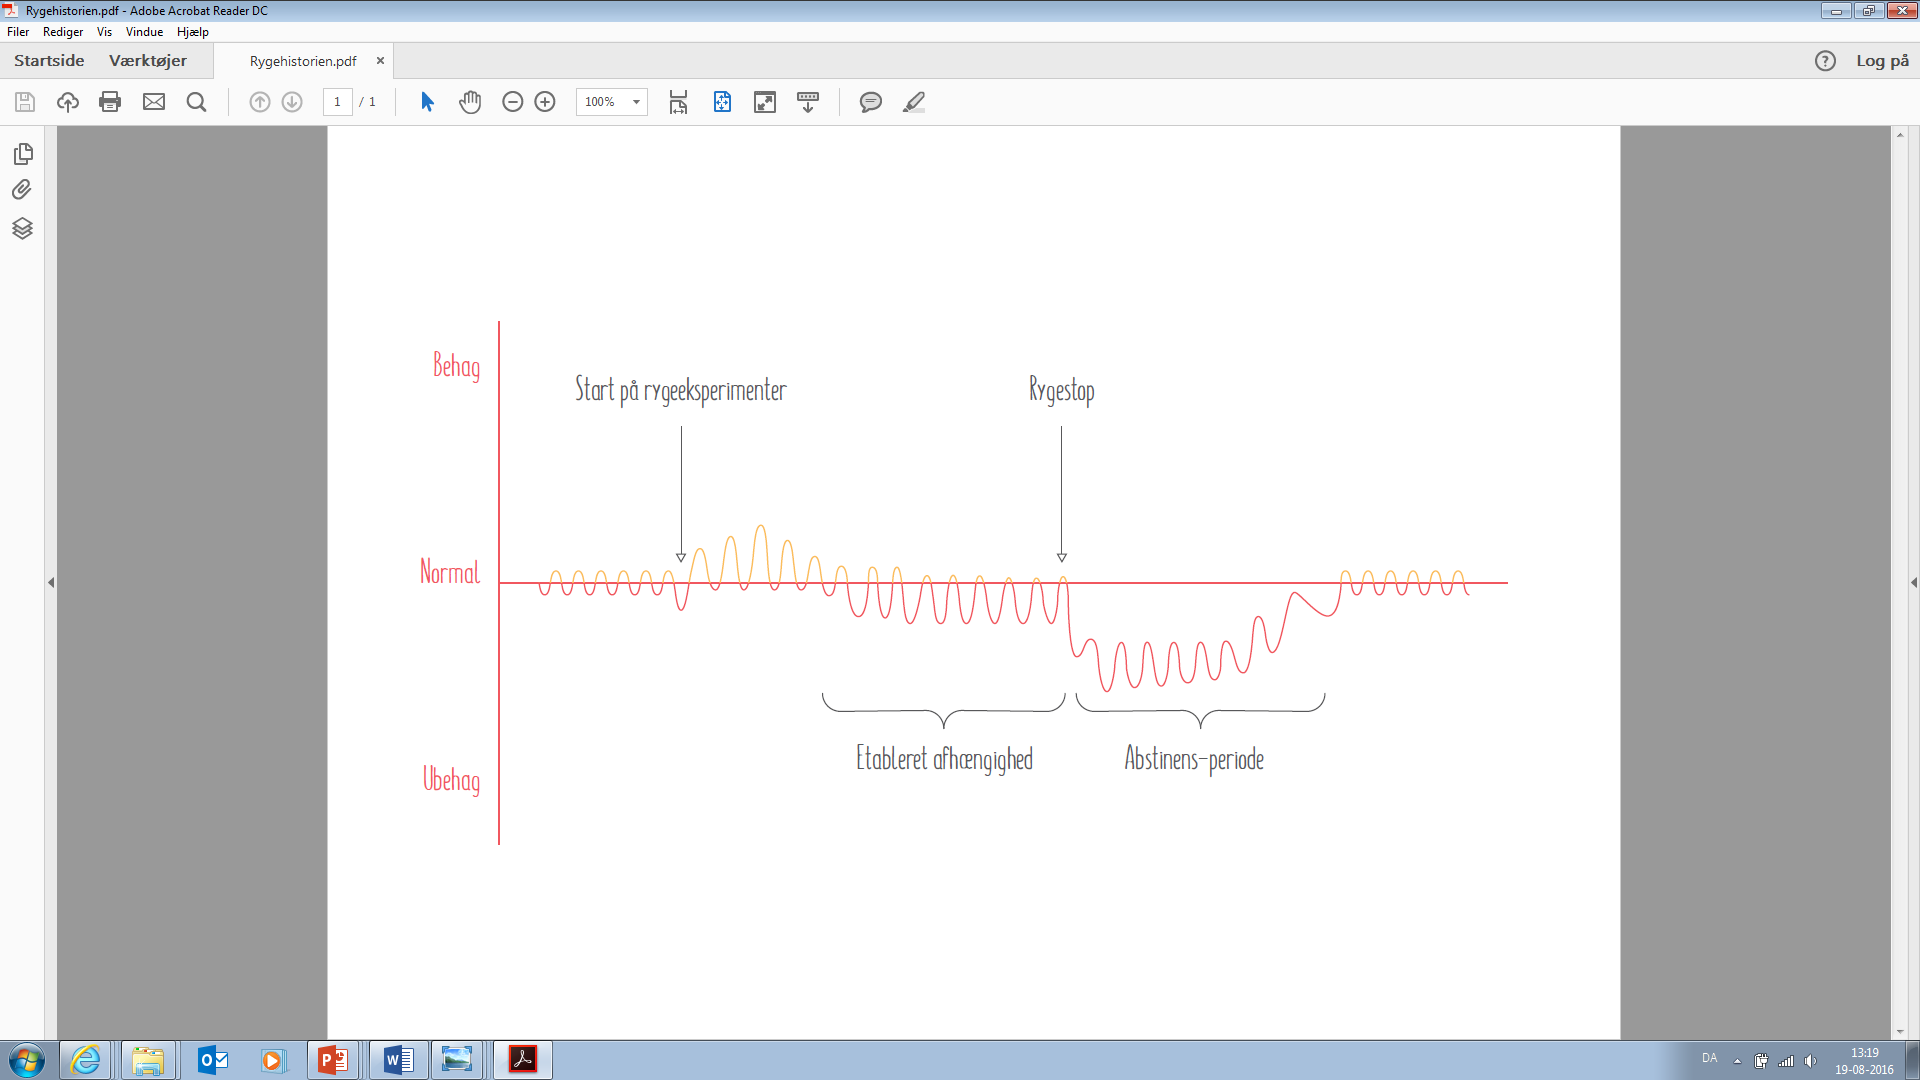 Rygehistorien.pdf - Adobe Acrobat Reader DC
Filer Rediger Vis Vindue Hjælp
Startside Værktøjer Rygehistorien.pdf × ? Log på
1 / 1 100%
Behag
Start på rygeeksperimenter Rygestop
Normal
Etableret afhængighed Abstinens-periode
Ubehag
DA 13:19
19-08-2016